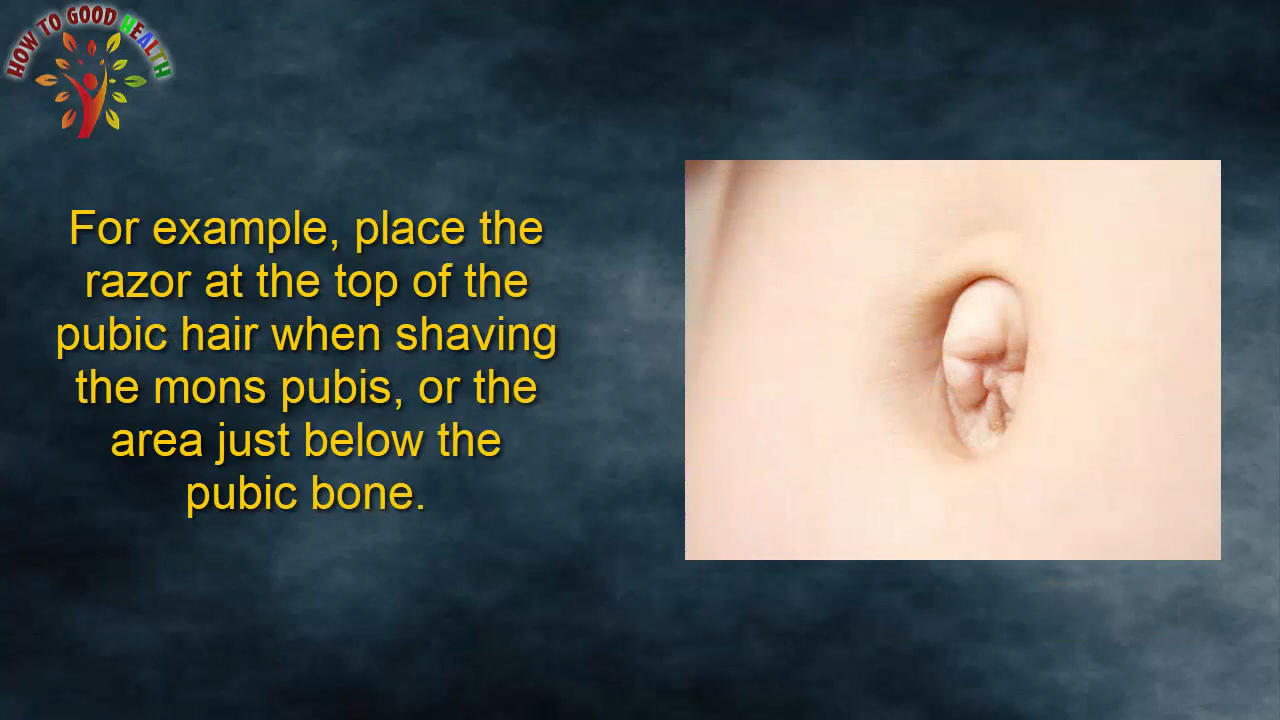 HOW TO GOOD HEALTH
For example, place the
razor at the top of the
pubic hair when shaving
the mons pubis, or the
area just below the
pubic bone.